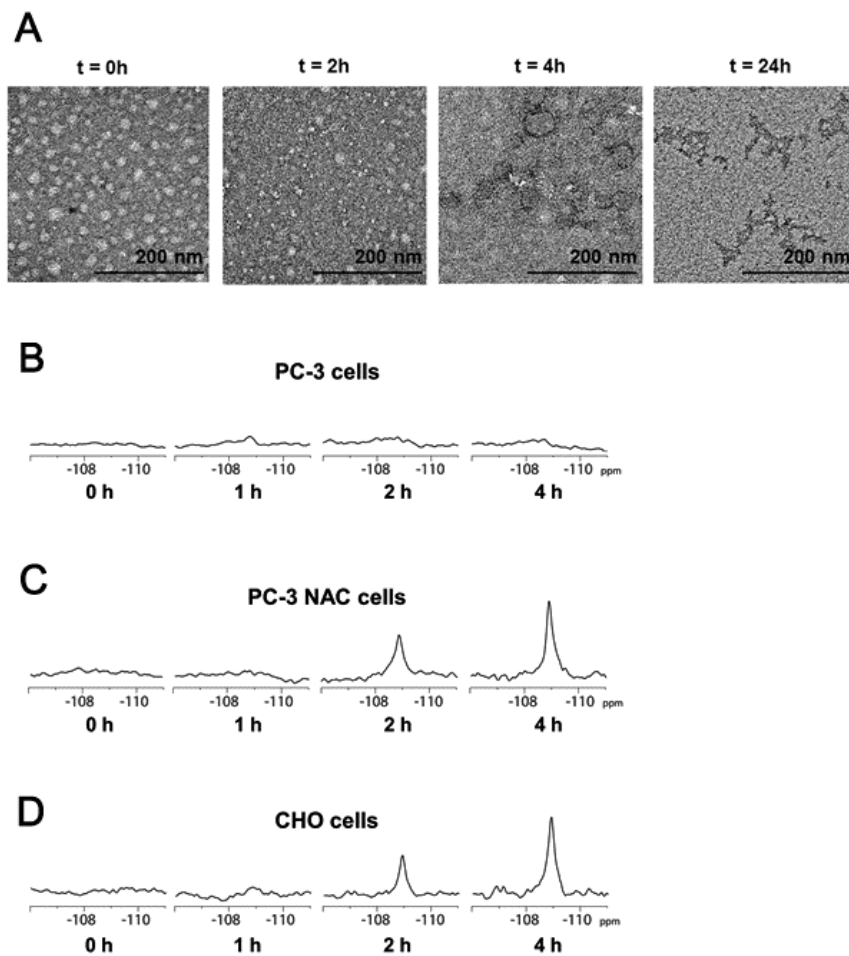 A
t = 0h t = 2h t = 4h t = 24h
200 nm 200 nm 200 nm 200 nm
B
PC-3 cells
-108 -110 -108 -110 -108 -110 -108 -110 ppm
0 h 1 h 2 h 4 h
C
PC-3 NAC cells
-108 -110 -108 -110 -108 -110 -108 -110 ppm
0 h 1 h 2 h 4 h
D
CHO cells
-108 -110 -108 -110 -108 -110 -108 -110 ppm
0 h 1 h 2 h 4 h